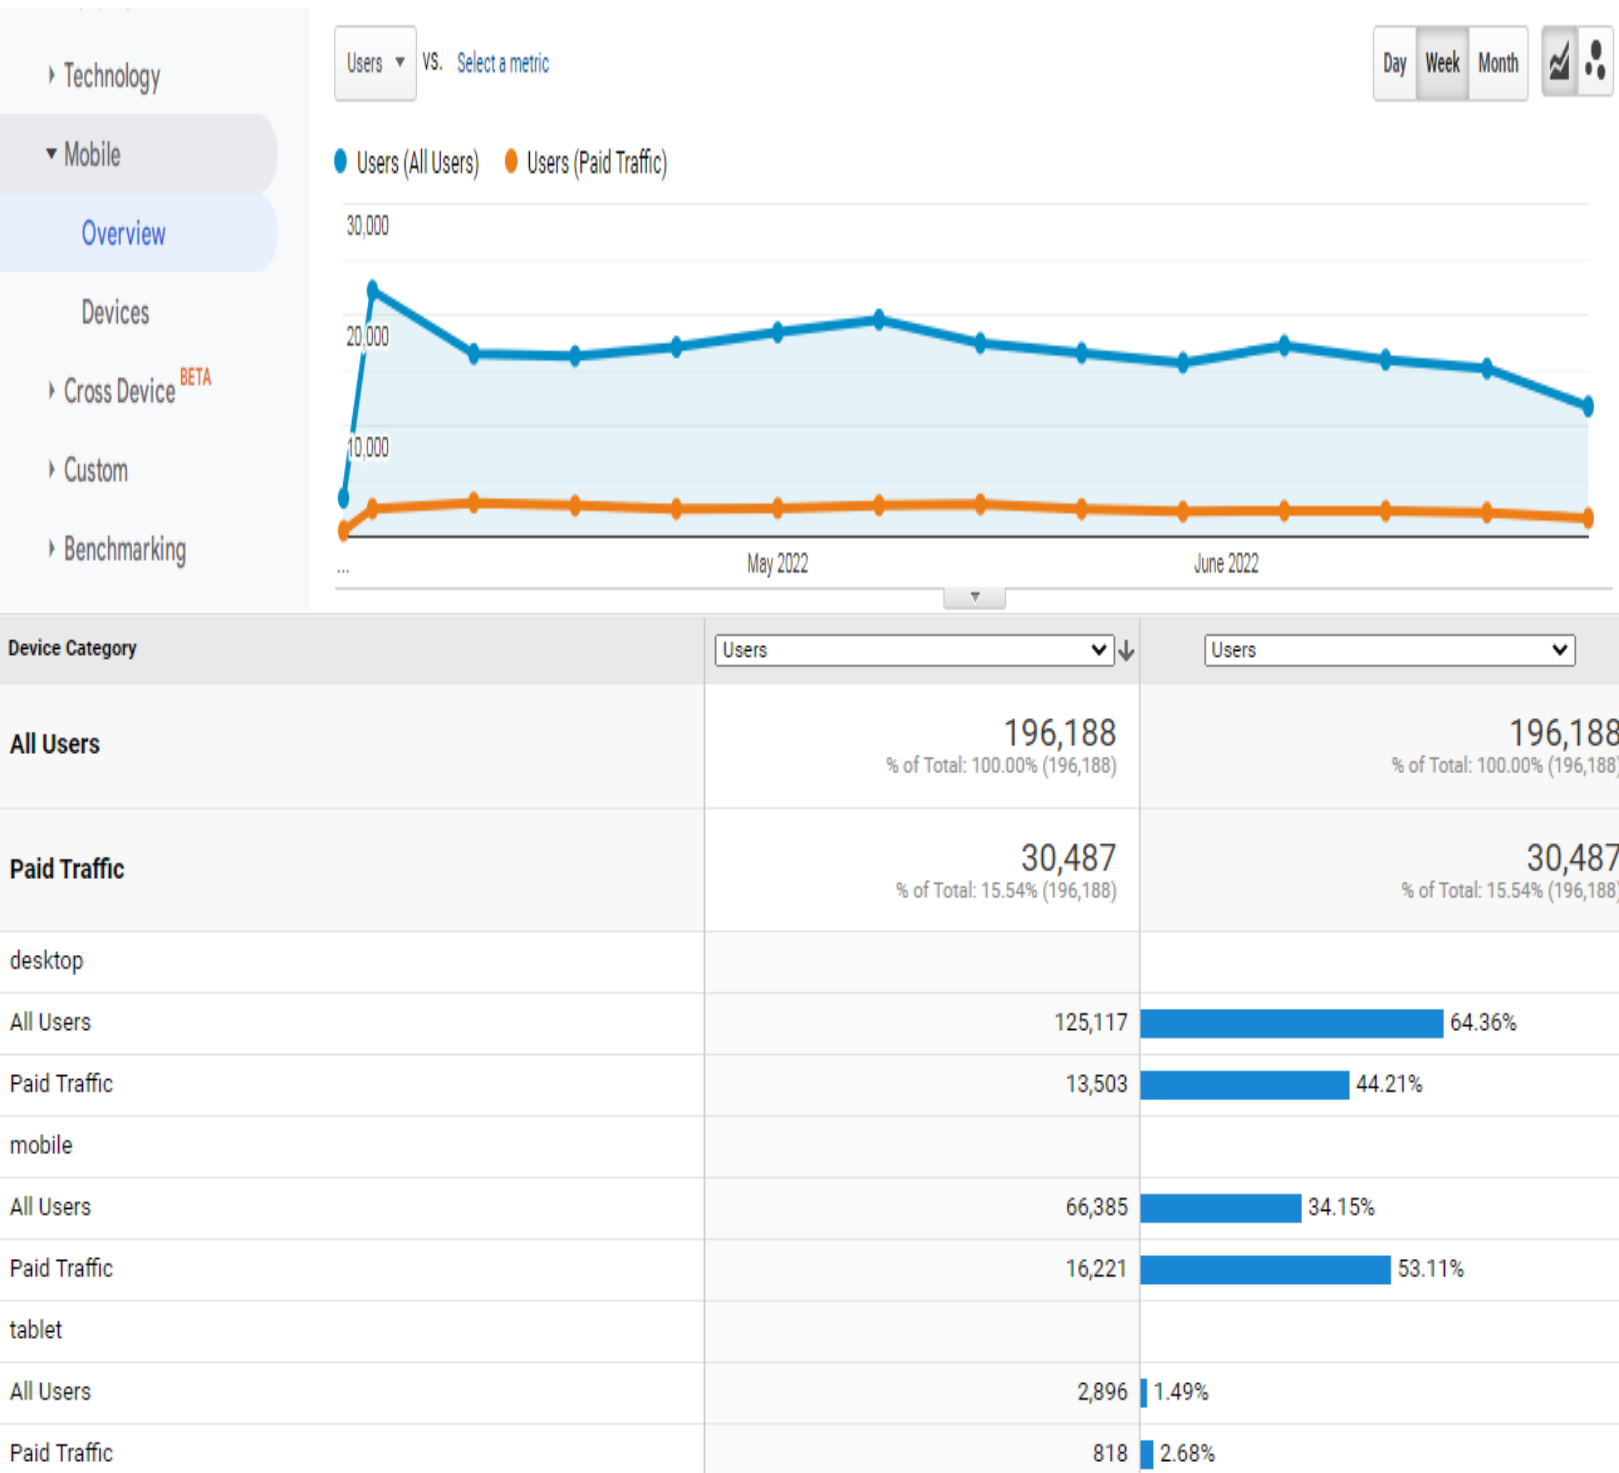 Technology
Mobile
Overview
Devices
Cross Device BETA
Custom
Benchmarking
Users VS. Select a metric
Day Week Month
Users (All Users) Users (Paid Traffic)
30,000
20,000
10,000
... May 2022 June 2022
Device Category Users Users
All Users 196,188 196,188
% of Total: 100.00% (196,188) % of Total: 100.00% (196,188)
Paid Traffic 30,487 30,487
% of Total: 15.54% (196,188) % of Total: 15.54% (196,188)
desktop
All Users 125,117 64.36%
Paid Traffic 13,503 44.21%
mobile
All Users 66,385 34.15%
Paid Traffic 16,221 53.11%
tablet
All Users 2,896 1.49%
Paid Traffic 818 2.68%